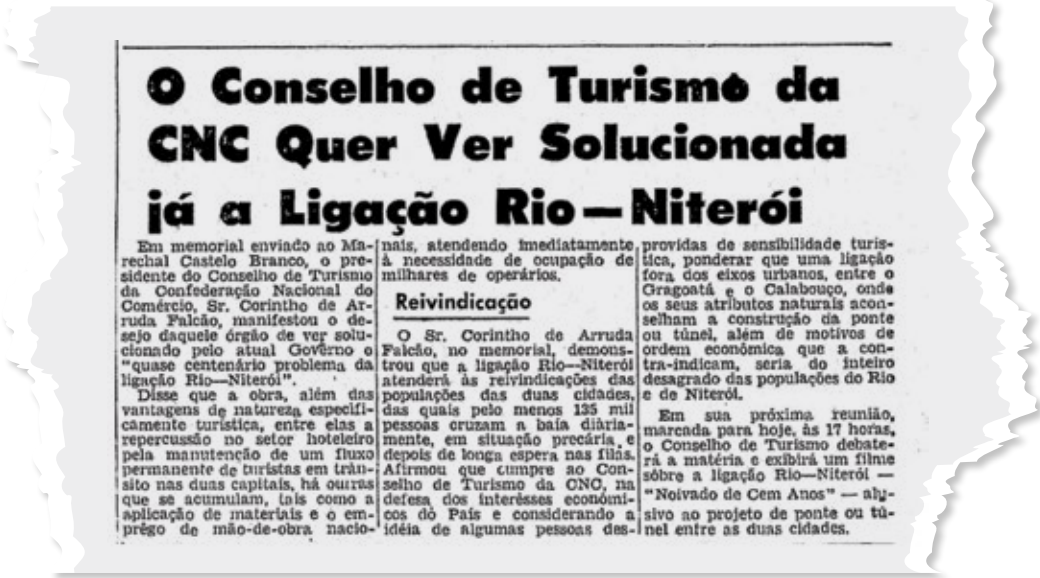 O Conselho de Turismo da
CNC Quer Ver Solucionada
já a Ligação Rio—Niterói
Em memorial enviado ao Ma-
rechal Castelo Branco, o pre-
sidente do Conselho de Turismo
da Confederação Nacional do
Comércio, Sr. Corintho de Ar-
ruda Falcão, manifestou o de-
sejo daquele órgão de ver solu-
cionado pelo atual Govêrno o
"quase centenário problema da
ligação Rio—Niterói".
Disse que a obra, além das
vantagens de natureza especifi-
camente turística, entre elas a
repercussão no setor hoteleiro
pela manutenção de um fluxo
permanente de turistas em trân-
sito nas duas capitais, há outras
que se acumulam, tais como a
aplicação de materiais e o em-
prêgo de mão-de-obra nacio-
nais, atendendo imediatamente
à necessidade de ocupação de
milhares de operários.
Reivindicação
O Sr. Corintho de Arruda
Falcão, no memorial, demons-
trou que a ligação Rio—Niterói
atenderá às reivindicações das
populações das duas cidades,
das quais pelo menos 135 mil
pessoas cruzam a baía diària-
mente, em situação precária, e
depois de longa espera nas filas.
Afirmou que cumpre ao Con-
selho de Turismo da CNC, na
defesa dos interêsses econômi-
cos do País e considerando a
idéia de algumas pessoas des-
providas de sensibilidade turís-
tica, ponderar que uma ligação
fora dos eixos urbanos, entre o
Gragoatá e o Calabouço, onde
os seus atributos naturais acon-
selham a construção da ponte
ou túnel, além de motivos de
ordem econômica que a con-
tra-indicam, seria do inteiro
desagrado das populações do Rio
e de Niterói.
Em sua próxima reunião,
marcada para hoje, às 17 horas,
o Conselho de Turismo debate-
rá a matéria e exibirá um filme
sôbre a ligação Rio—Niterói —
"Noivado de Cem Anos" — alu-
sivo ao projeto de ponte ou tú-
nel entre as duas cidades.